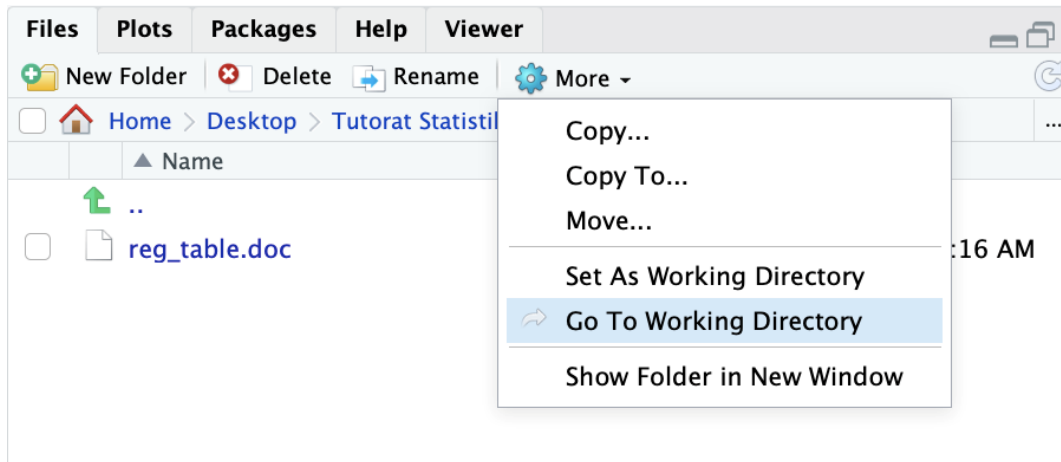 Files Plots Packages Help Viewer
New Folder Delete Rename More
Home > Desktop > Tutorat
Name
Copy...
Copy To...
Move...
..
reg_table.doc :16 AM
Set As Working Directory
Go To Working Directory
Show Folder in New Window
...